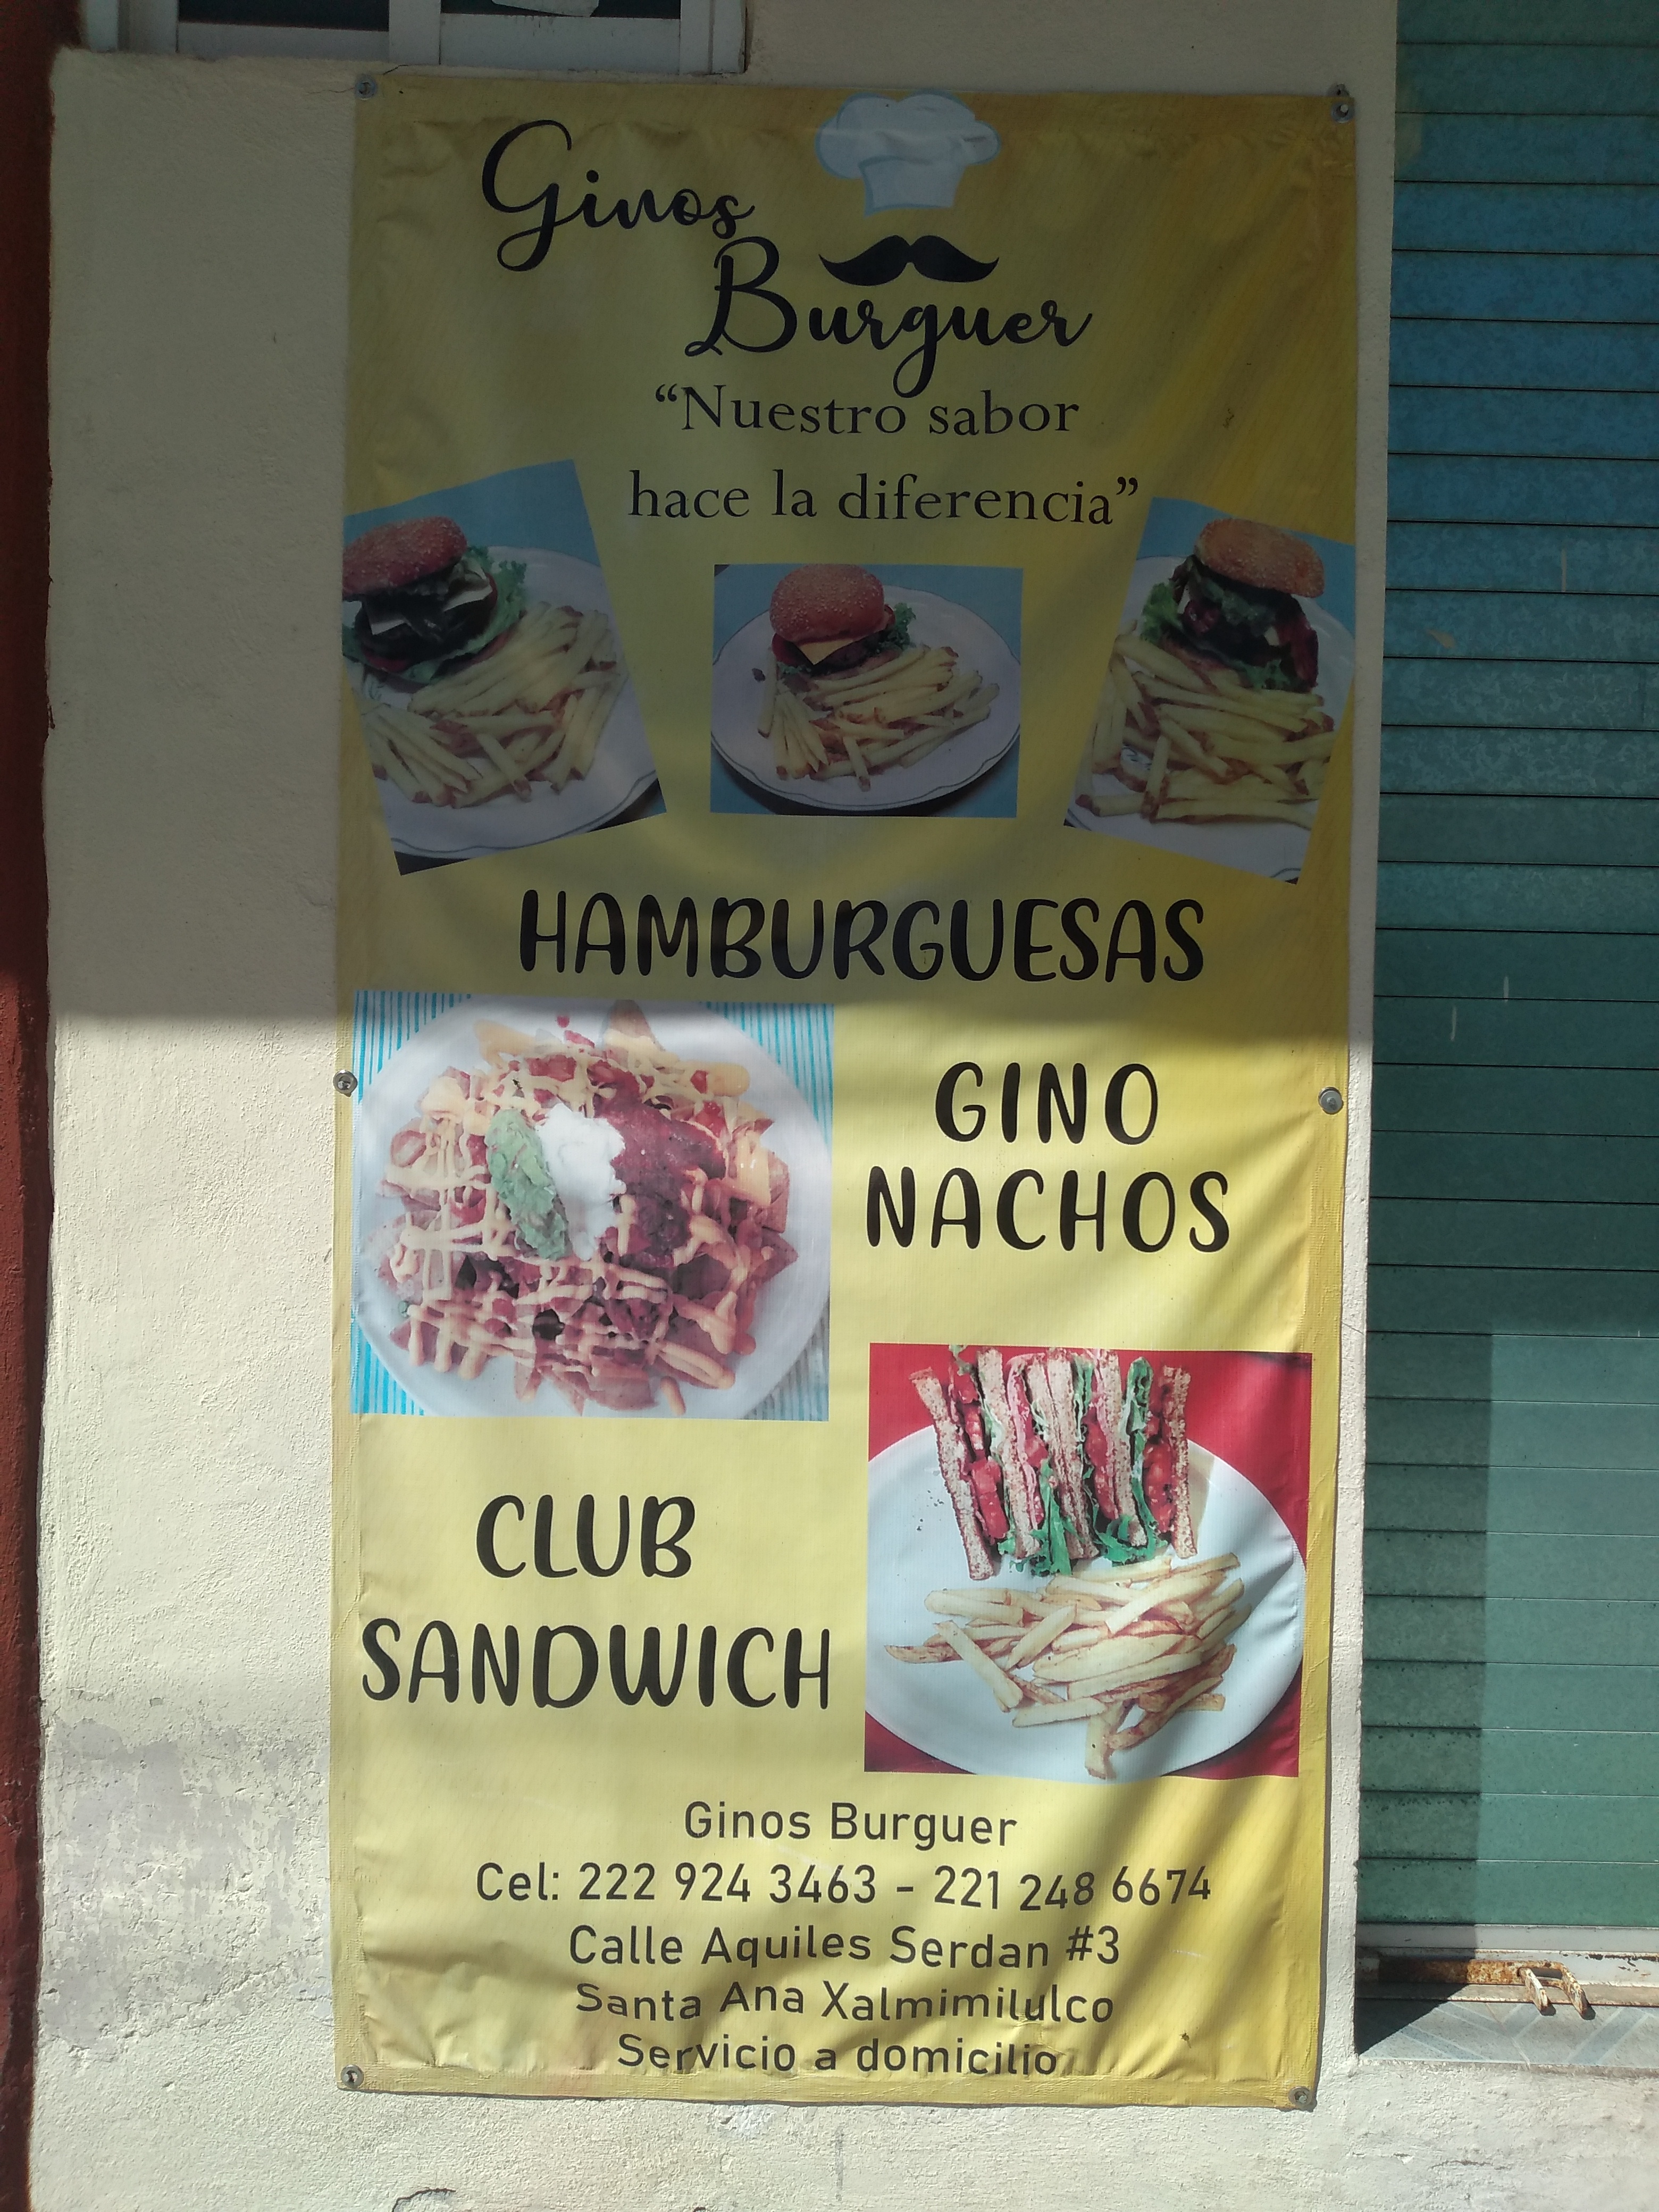 Ginos
Burguer
“Nuestro sabor
hace la diferencia”
HAMBURGUESAS
GINO
NACHOS
CLUB
SANDWICH
Ginos Burguer
Cel: 222 924 3463 - 221 248 6674
Calle Aquiles Serdan #3
Santa Ana Xalmimilulco
Servicio a domicilio